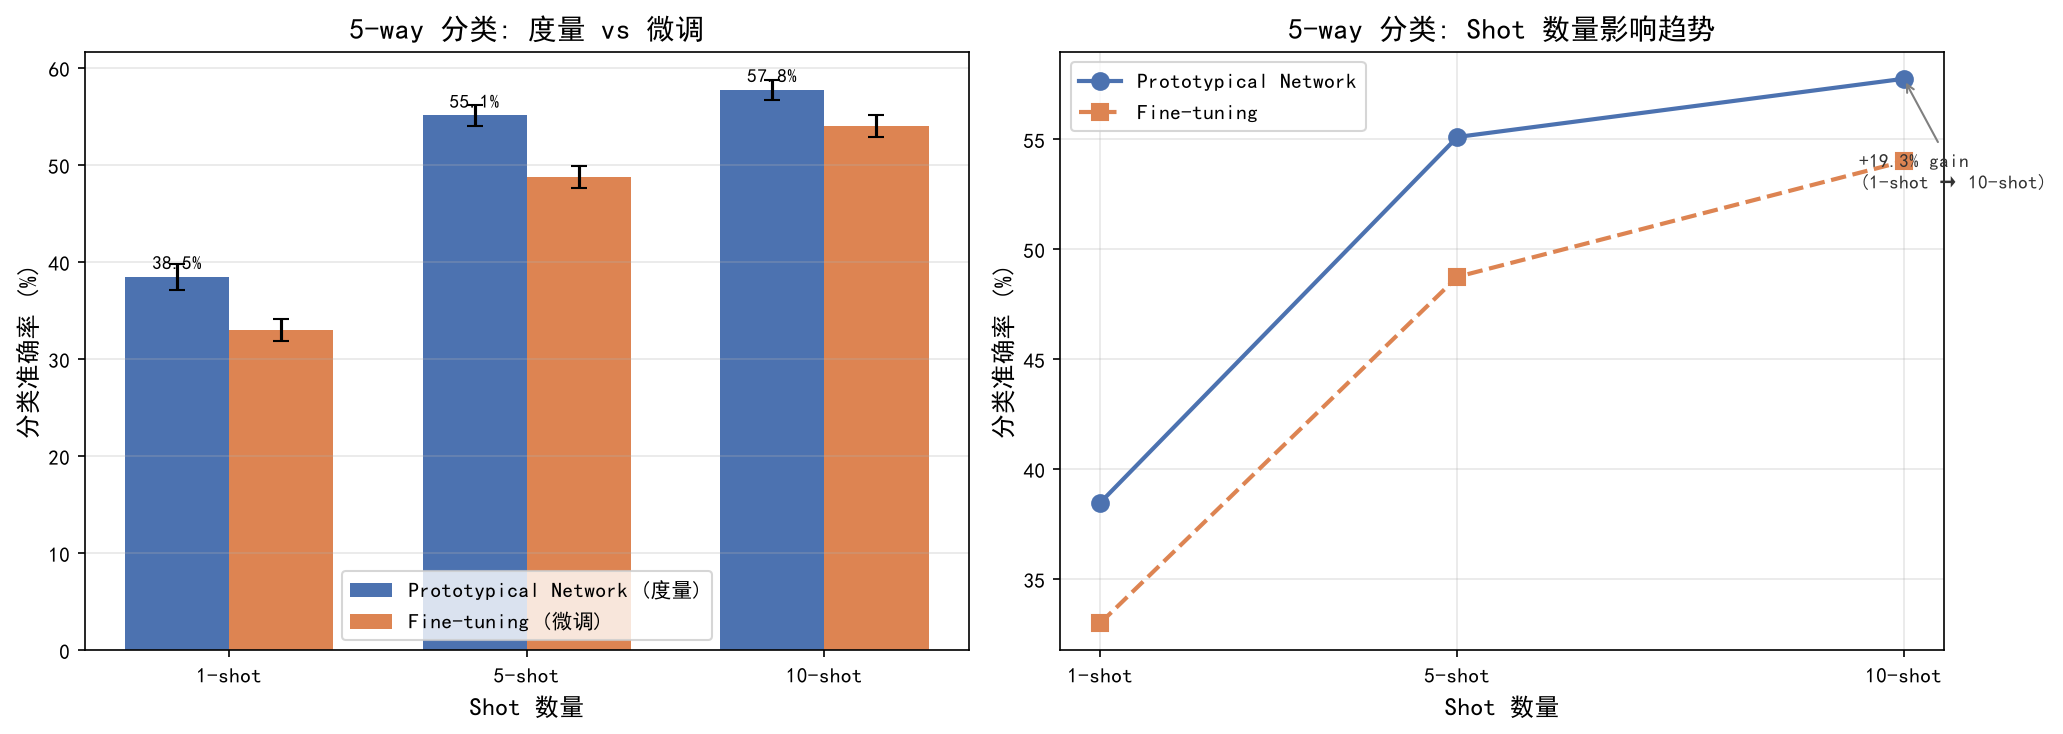 5-way 分类: 度量 vs 微调
分类准确率 (%)
60
50
40
30
20
10
0
38.5%
55.1%
57.8%
Prototypical Network (度量)
Fine-tuning (微调)
1-shot
5-shot
10-shot
Shot 数量
5-way 分类: Shot 数量影响趋势
分类准确率 (%)
55
50
45
40
35
Prototypical Network
Fine-tuning
+19.3% gain
(1-shot → 10-shot)
1-shot
5-shot
10-shot
Shot 数量